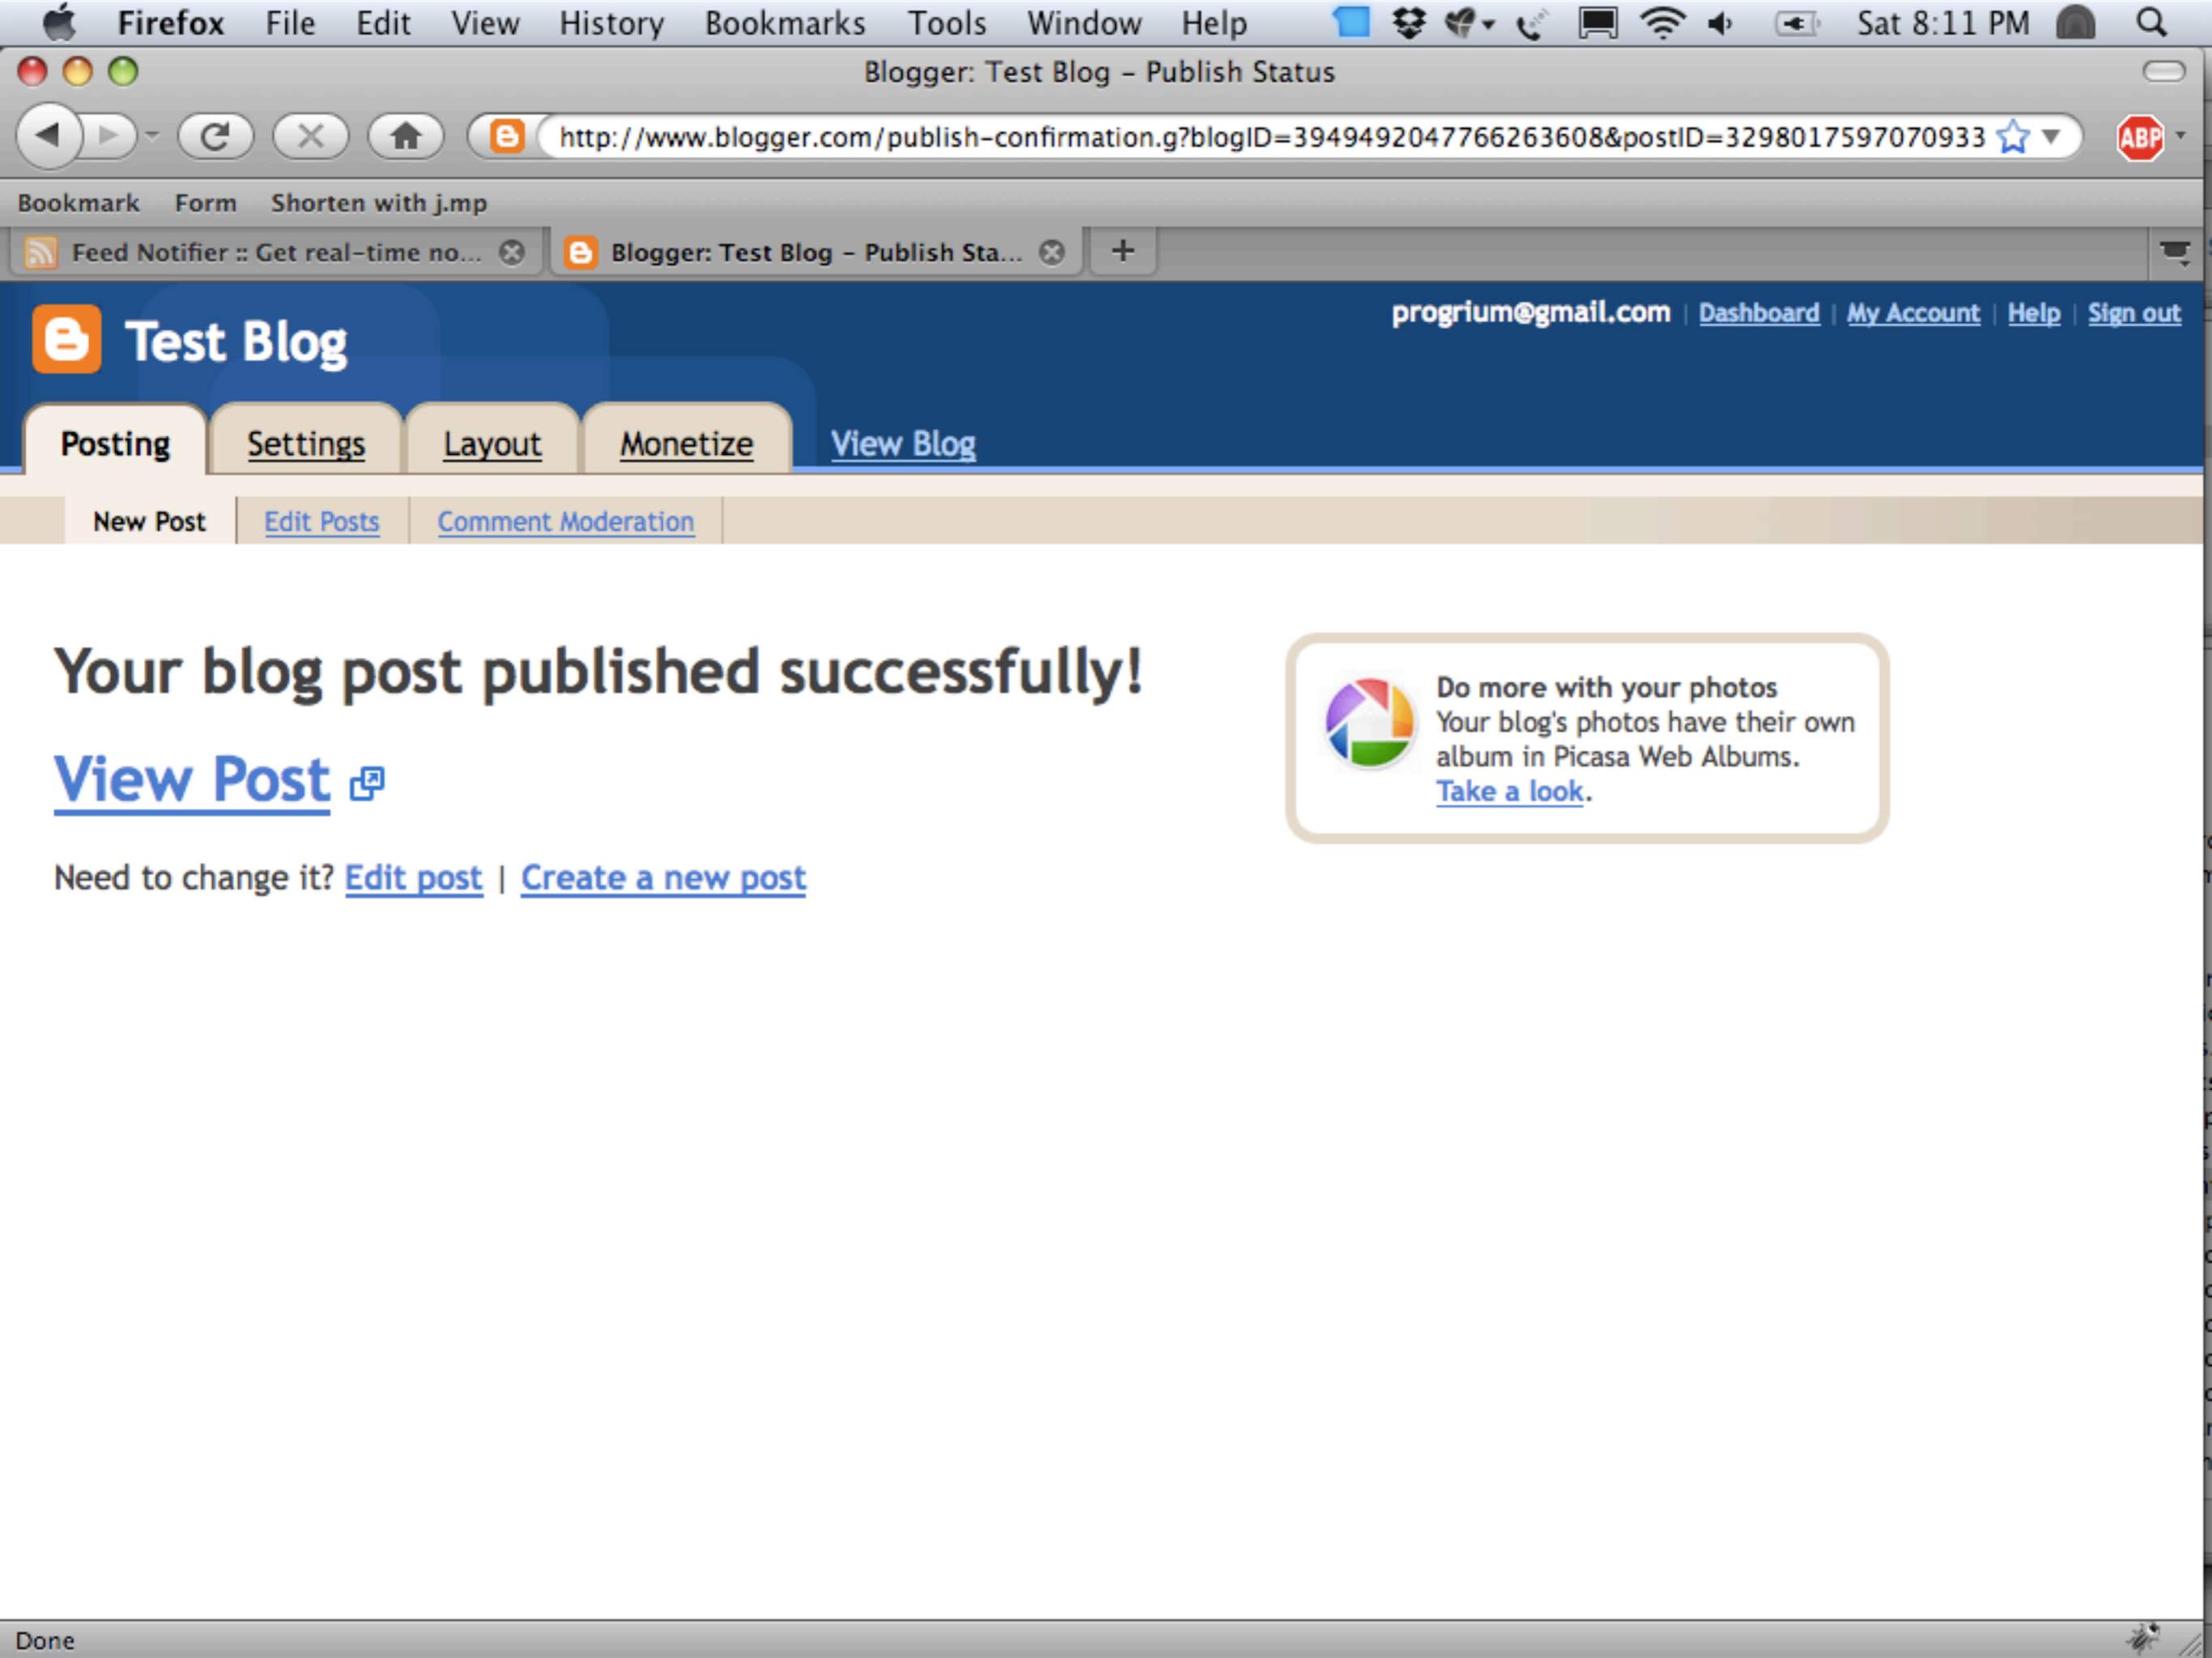 Firefox File Edit View History Bookmarks Tools Window Help Sat 8:11 PM
Blogger: Test Blog – Publish Status
http://www.blogger.com/publish-confirmation.g?blogID=3949492047766263608&postID=3298017597070933 ABP
Bookmark Form Shorten with j.mp
Feed Notifier :: Get real-time no... Blogger: Test Blog – Publish Sta... +
progrium@gmail.com | Dashboard | My Account | Help | Sign out
Test Blog
Posting Settings Layout Monetize View Blog
New Post Edit Posts Comment Moderation
Your blog post published successfully!
View Post
Need to change it? Edit post | Create a new post
Do more with your photos
Your blog's photos have their own
album in Picasa Web Albums.
Take a look.
Done